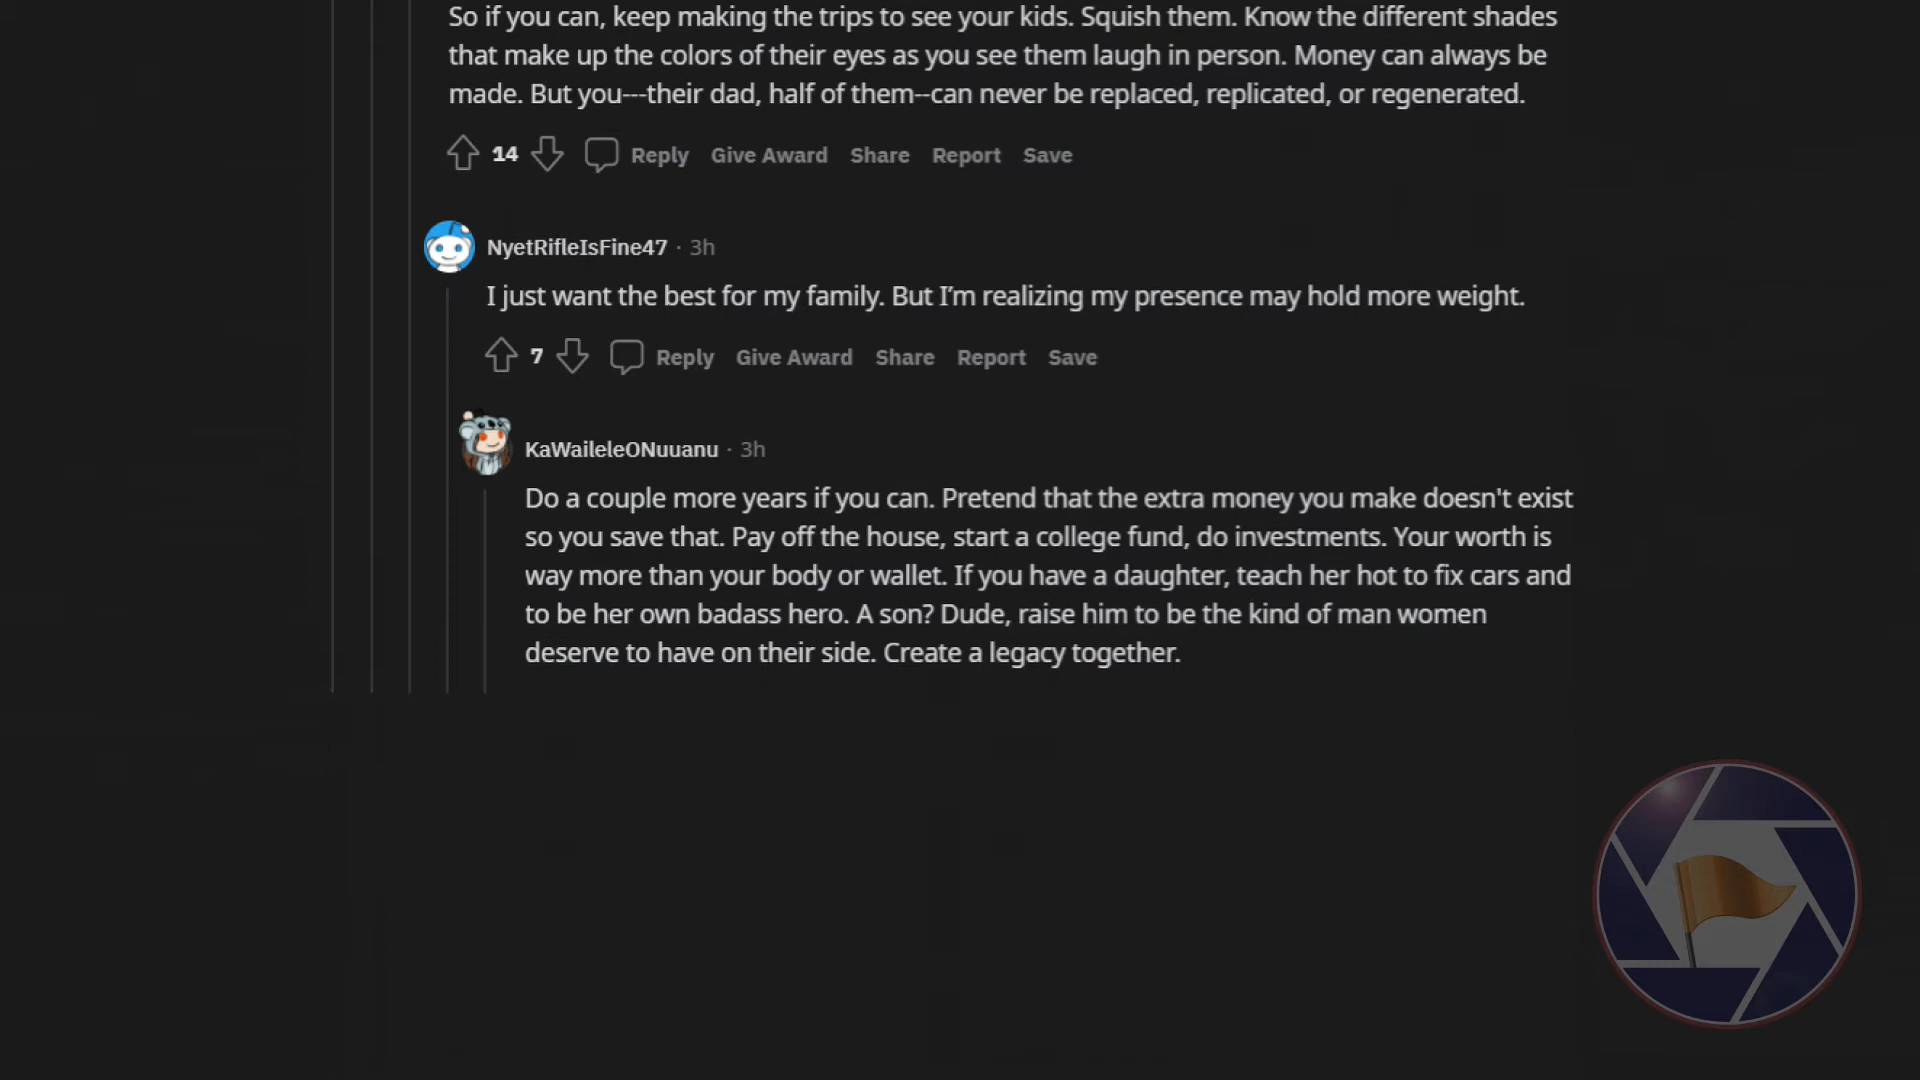 So if you can, keep making the trips to see your kids. Squish them. Know the different shades
that make up the colors of their eyes as you see them laugh in person. Money can always be
made. But you---their dad, half of them--can never be replaced, replicated, or regenerated.
14 Reply Give Award Share Report Save
NyetRifleIsFine47 · 3h
I just want the best for my family. But I'm realizing my presence may hold more weight.
7 Reply Give Award Share Report Save
KaWaileleONuuanu · 3h
Do a couple more years if you can. Pretend that the extra money you make doesn't exist
so you save that. Pay off the house, start a college fund, do investments. Your worth is
way more than your body or wallet. If you have a daughter, teach her hot to fix cars and
to be her own badass hero. A son? Dude, raise him to be the kind of man women
deserve to have on their side. Create a legacy together.